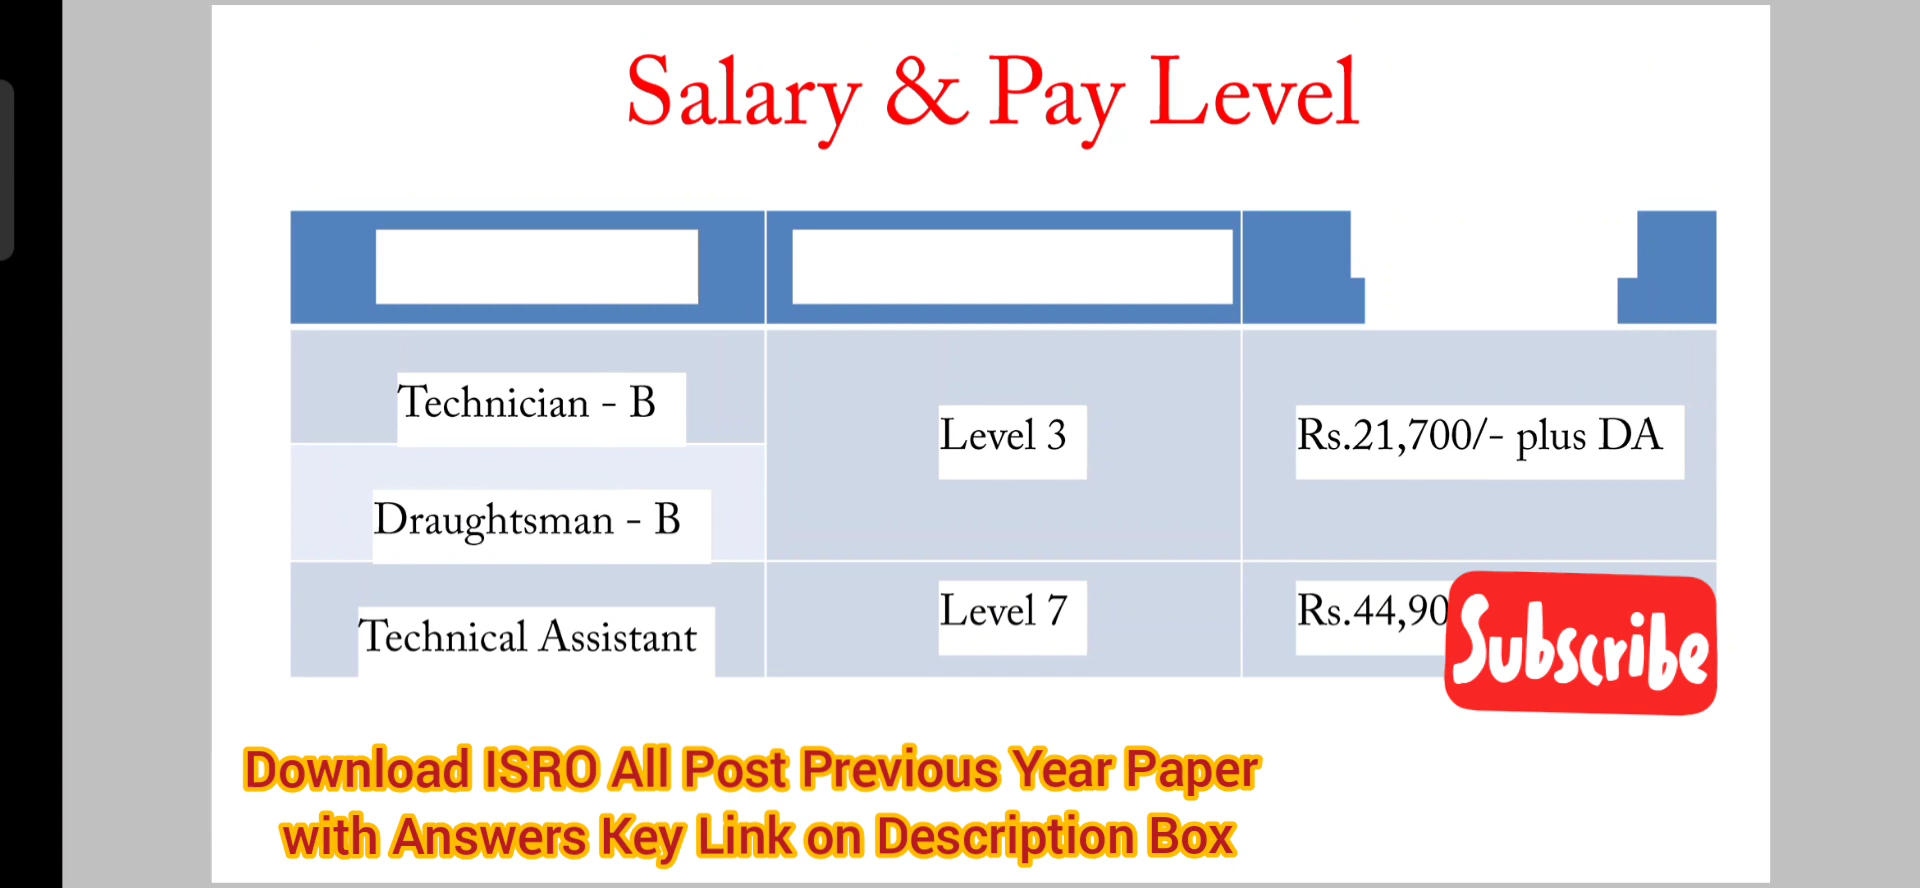 Salary & Pay Level
Technician - B
Level 3
Rs.21,700/- plus DA
Draughtsman - B
Technical Assistant
Level 7
Rs.44,90
Subscribe
Download ISRO All Post Previous Year Paper
with Answers Key Link on Description Box